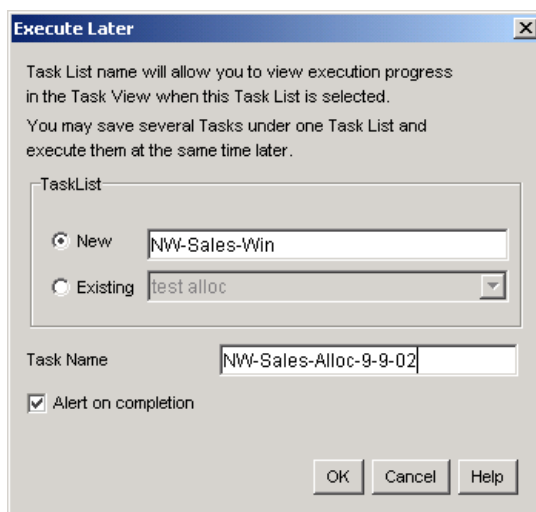 Execute Later
Task List name will allow you to view execution progress
in the Task View when this Task List is selected.
You may save several Tasks under one Task List and
execute them at the same time later.
TaskList
New NW-Sales-Win
Existing test alloc
Task Name NW-Sales-Alloc-9-9-02
Alert on completion
OK Cancel Help